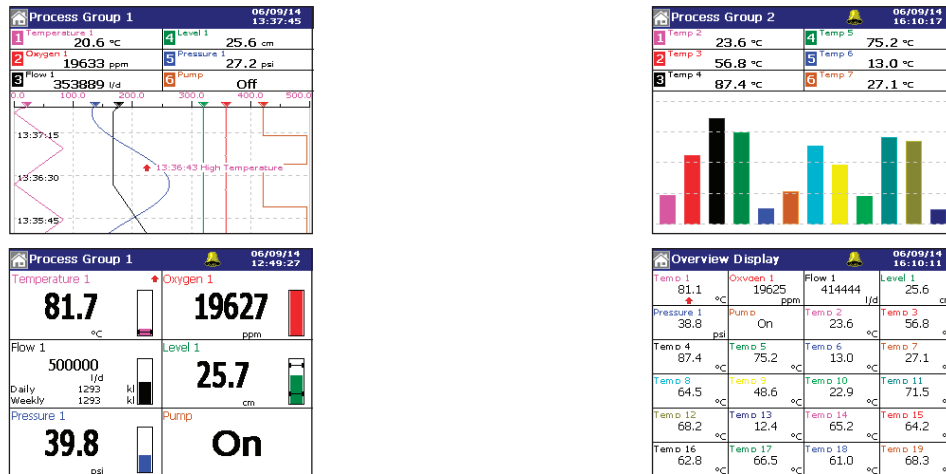 Process Group 1
06/09/14
13:37:45
1 Temperature 1 20.6 °C
4 Level 1 25.6 cm
2 Oxygen 1 19633 ppm
5 Pressure 1 27.2 psi
3 Flow 1 353889 l/d
6 Pump Off
0.0 100.0 200.0 300.0 400.0 500.0
13:37:15
13:36:43 High Temperature
13:36:30
13:35:45
Process Group 2
06/09/14
16:10:17
1 Temp 2 23.6 °C
4 Temp 5 75.2 °C
2 Temp 3 56.8 °C
5 Temp 6 13.0 °C
3 Temp 4 87.4 °C
6 Temp 7 27.1 °C
Process Group 1
06/09/14
12:49:27
Temperature 1
81.7
°C
Oxygen 1
19627
ppm
Flow 1
500000
l/d
Daily 1293 kl
Weekly 1293 kl
Level 1
25.7
cm
Pressure 1
39.8
psi
Pump
On
Overview Display
06/09/14
16:10:11
Temp 1 Oxygen 1 Flow 1 Level 1
81.1 °C 19625 ppm 414444 l/d 25.6
Pressure 1 Pump Temp 2 Temp 3
38.8 psi On 23.6 °C 56.8
Temp 4 Temp 5 Temp 6 Temp 7
87.4 °C 75.2 °C 13.0 °C 27.1
Temp 8 Temp 9 Temp 10 Temp 11
64.5 °C 48.6 °C 22.9 °C 71.5
Temp 12 Temp 13 Temp 14 Temp 15
68.2 °C 12.4 °C 65.2 °C 64.2
Temp 16 Temp 17 Temp 18 Temp 19
62.8 °C 66.5 °C 61.0 °C 68.3